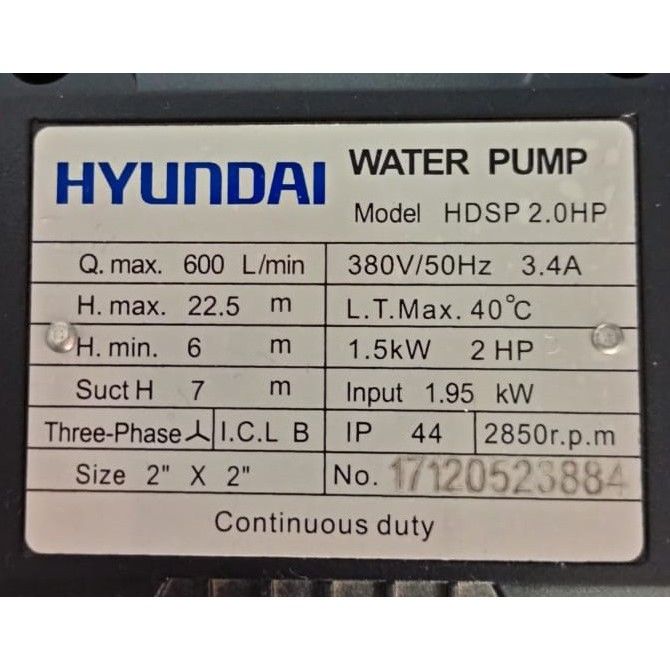 HYUNDAI
WATER PUMP
Model HDSP 2.0HP
Q. max. 600 L/min
380V/50Hz 3.4A
H. max. 22.5 m
L.T.Max. 40°C
H. min. 6 m
1.5kW 2 HP
Suct H 7 m
Input 1.95 kW
Three-Phase I.C.L B
IP 44 2850r.p.m
Size 2" X 2"
No. 17120523884
Continuous duty